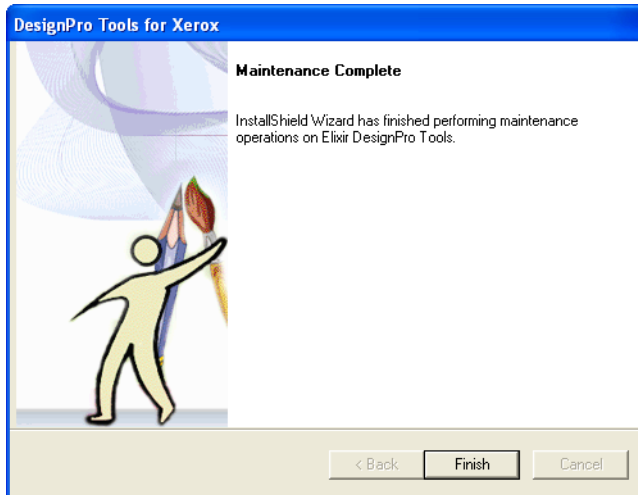 DesignPro Tools for Xerox
Maintenance Complete
InstallShield Wizard has finished performing maintenance
operations on Elixir DesignPro Tools.
< Back Finish Cancel